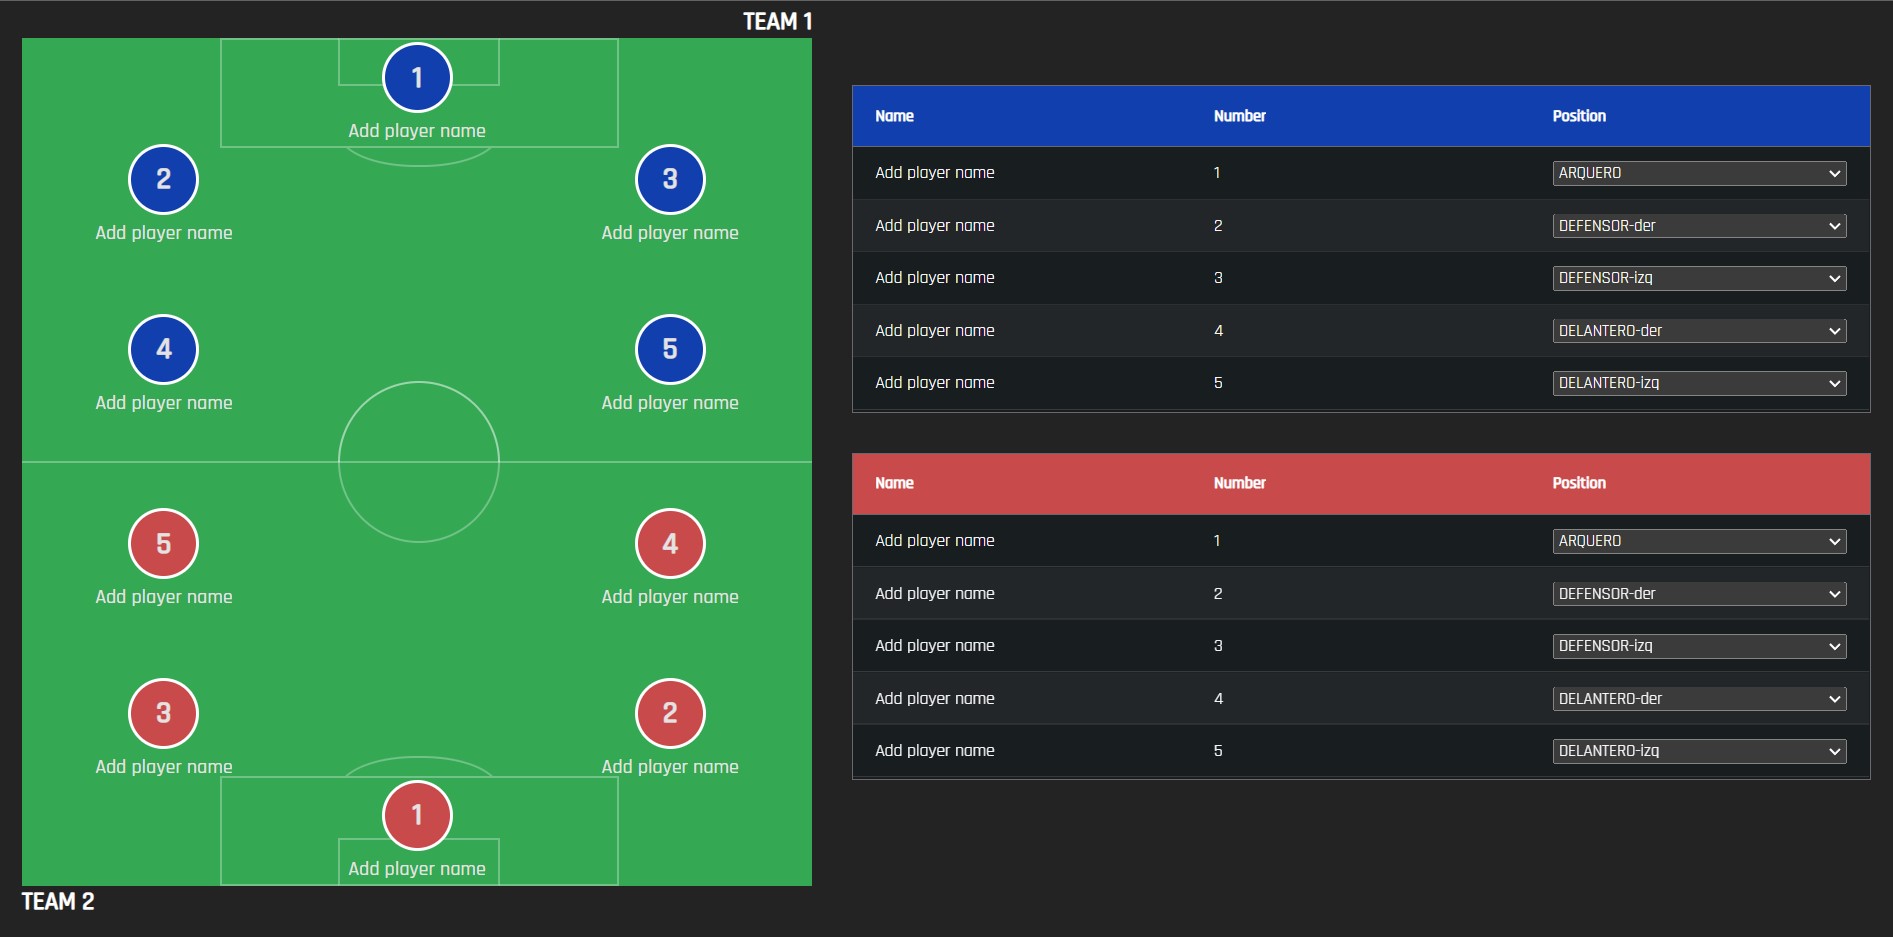 TEAM 1
1
Add player name
2
3
Add player name
Add player name
4
5
Add player name
Add player name
5
4
Add player name
Add player name
3
2
Add player name
Add player name
1
Add player name
TEAM 2
Name Number Position
Add player name 1 ARQUERO
Add player name 2 DEFENSOR-der
Add player name 3 DEFENSOR-izq
Add player name 4 DELANTERO-der
Add player name 5 DELANTERO-izq
Name Number Position
Add player name 1 ARQUERO
Add player name 2 DEFENSOR-der
Add player name 3 DEFENSOR-izq
Add player name 4 DELANTERO-der
Add player name 5 DELANTERO-izq